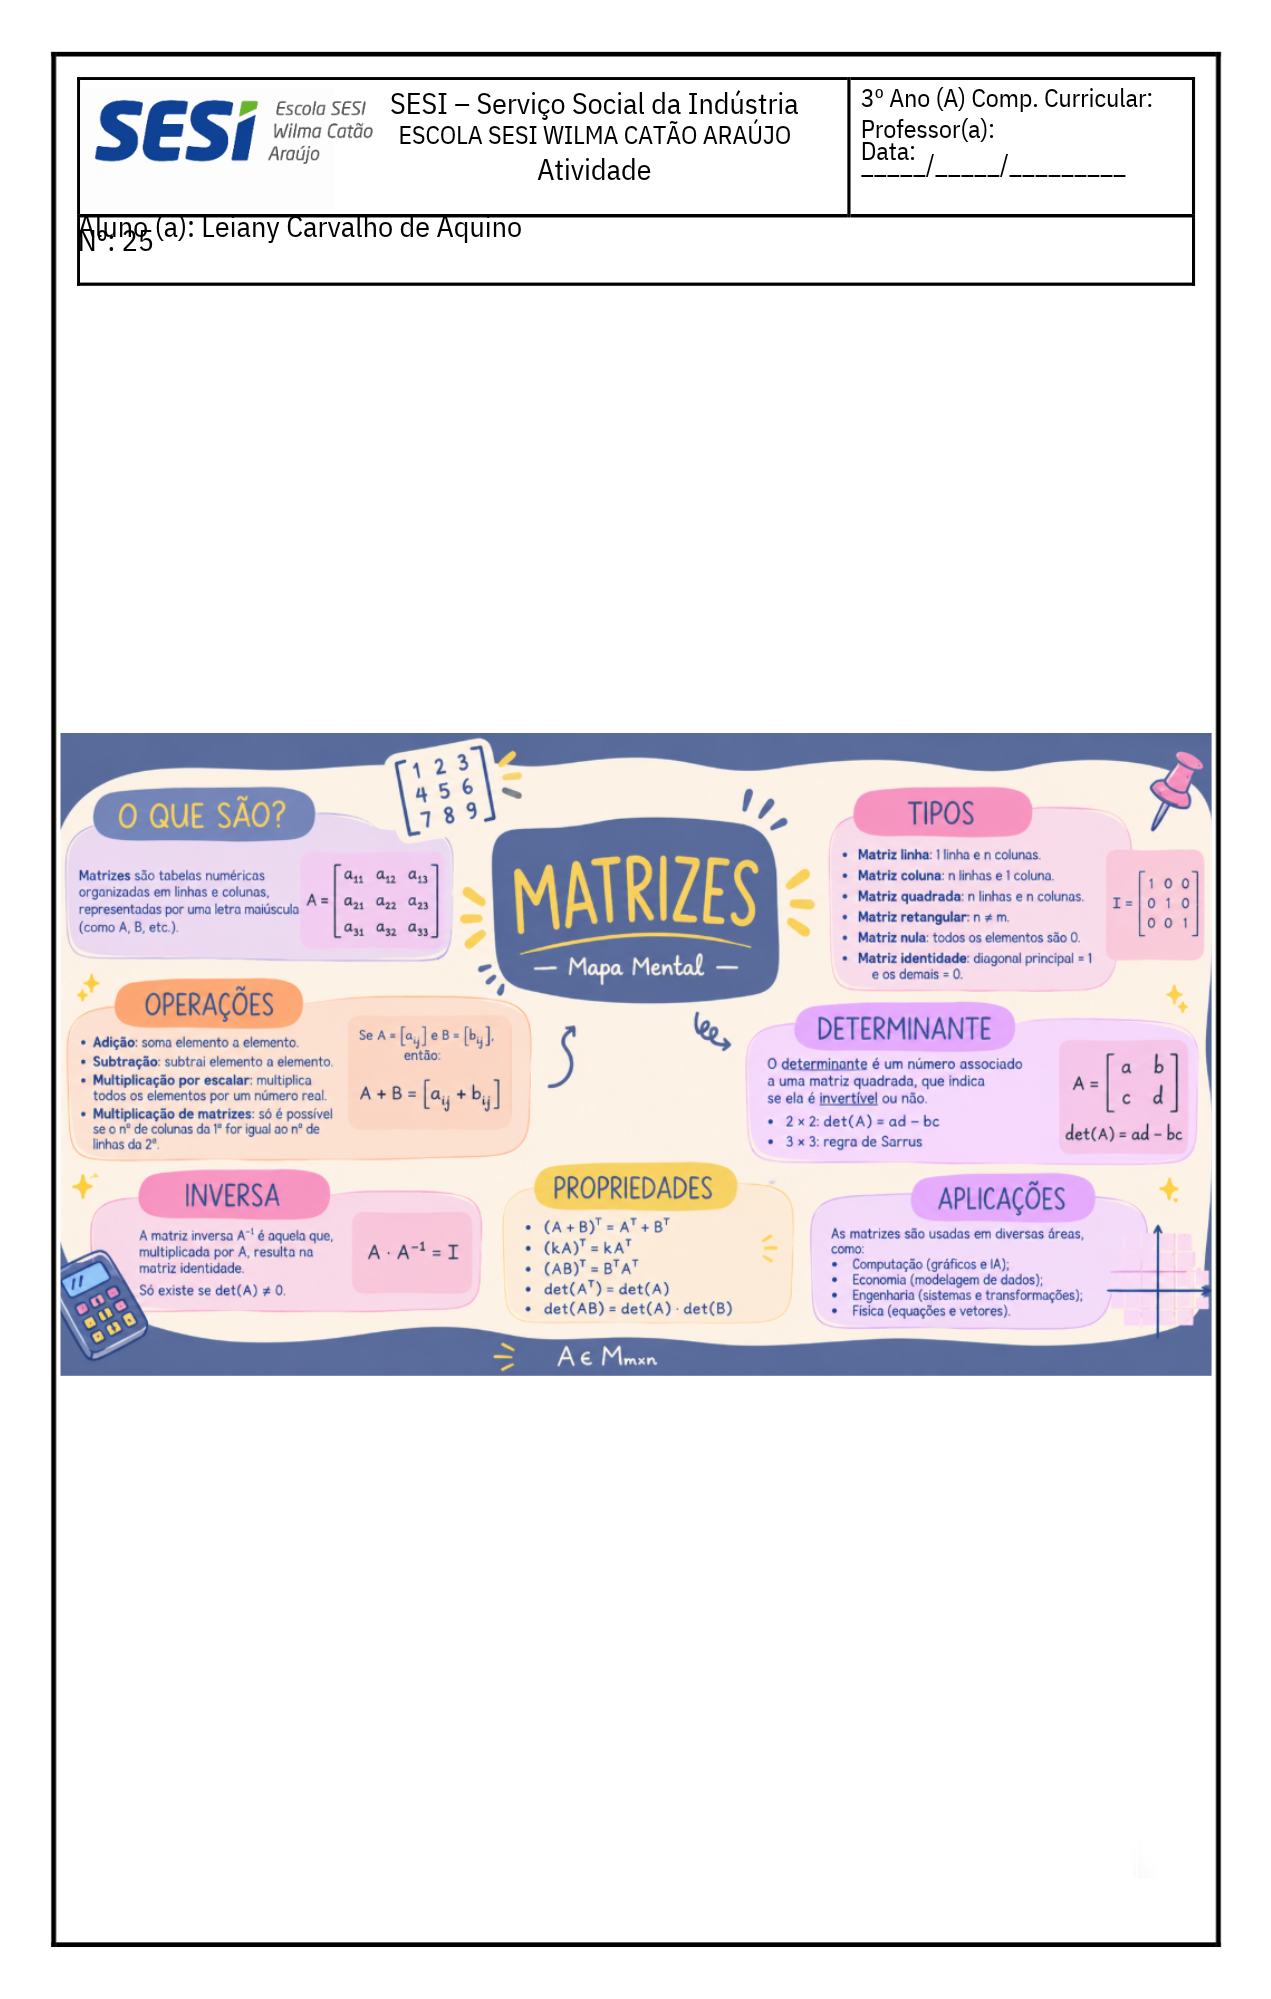 SESI
Escola SESI
Wilma Catão
Araújo
SESI – Serviço Social da Indústria
ESCOLA SESI WILMA CATÃO ARAÚJO
Atividade
3º Ano (A) Comp. Curricular:
Professor(a):
Data:
_____/_____/_________
Aluno (a): Leiany Carvalho de Aquino
Nº: 25
1 2 3
4 5 6
7 8 9
MATRIZES
— Mapa Mental —
O QUE SÃO?
Matrizes são tabelas numéricas
organizadas em linhas e colunas,
representadas por uma letra maiúscula
(como A, B, etc.).
a₁₁ a₁₂ a₁₃
A = a₂₁ a₂₂ a₂₃
a₃₁ a₃₂ a₃₃
TIPOS
• Matriz linha: 1 linha e n colunas.
• Matriz coluna: n linhas e 1 coluna.
• Matriz quadrada: n linhas e n colunas.
• Matriz retangular: n ≠ m.
• Matriz nula: todos os elementos são 0.
• Matriz identidade: diagonal principal = 1
e os demais = 0.
1 0 0
I = 0 1 0
0 0 1
OPERAÇÕES
• Adição: soma elemento a elemento.
• Subtração: subtrai elemento a elemento.
• Multiplicação por escalar: multiplica
todos os elementos por um número real.
• Multiplicação de matrizes: só é possível
se o nº de colunas da 1ª for igual ao nº de
linhas da 2ª.
Se A = [aᵢⱼ] e B = [bᵢⱼ],
então:
A + B = [aᵢⱼ + bᵢⱼ]
DETERMINANTE
O determinante é um número associado
a uma matriz quadrada, que indica
se ela é invertível ou não.
• 2 × 2: det(A) = ad – bc
• 3 × 3: regra de Sarrus
a b
A =
c d
det(A) = ad – bc
INVERSA
A matriz inversa A⁻¹ é aquela que,
multiplicada por A, resulta na
matriz identidade.
Só existe se det(A) ≠ 0.
A · A⁻¹ = I
PROPRIEDADES
• (A + B)ᵀ = Aᵀ + Bᵀ
• (kA)ᵀ = kAᵀ
• (AB)ᵀ = BᵀAᵀ
• det(Aᵀ) = det(A)
• det(AB) = det(A) · det(B)
APLICAÇÕES
As matrizes são usadas em diversas áreas,
como:
• Computação (gráficos e IA);
• Economia (modelagem de dados);
• Engenharia (sistemas e transformações);
• Física (equações e vetores).
A ∈ Mₘₓₙ